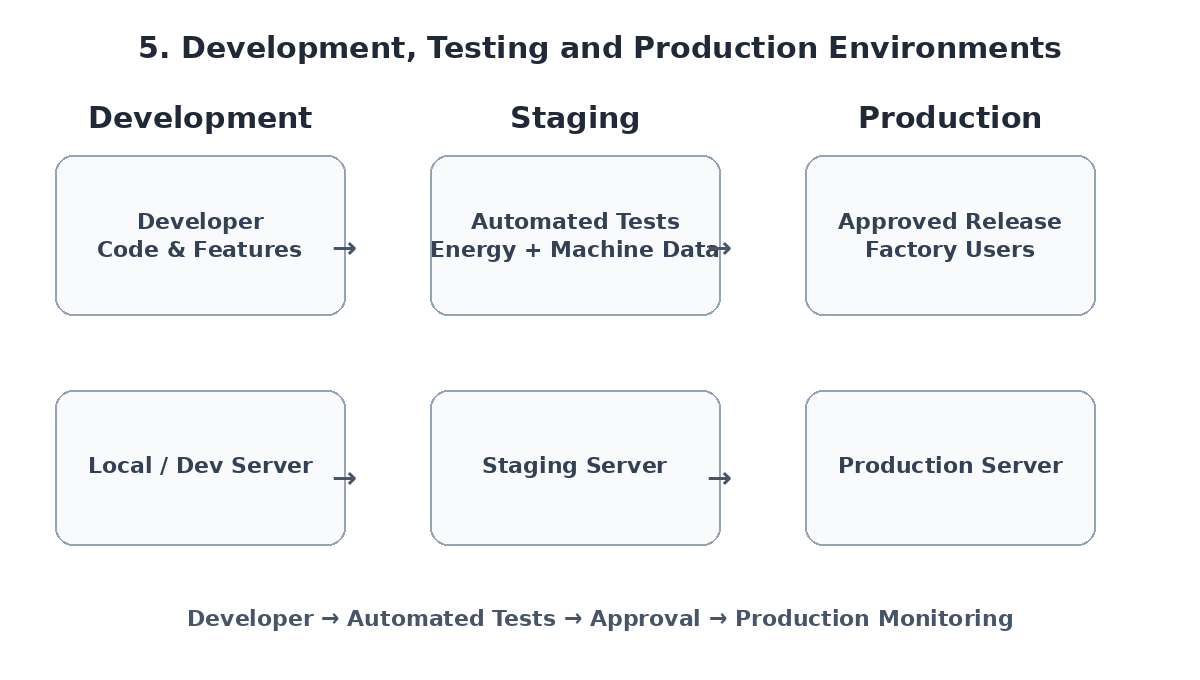 5. Development, Testing and Production Environments
Development
Staging
Production
Developer
Code & Features
→
Automated Tests
Energy + Machine Data
→
Approved Release
Factory Users
Local / Dev Server
→
Staging Server
→
Production Server
Developer → Automated Tests → Approval → Production Monitoring